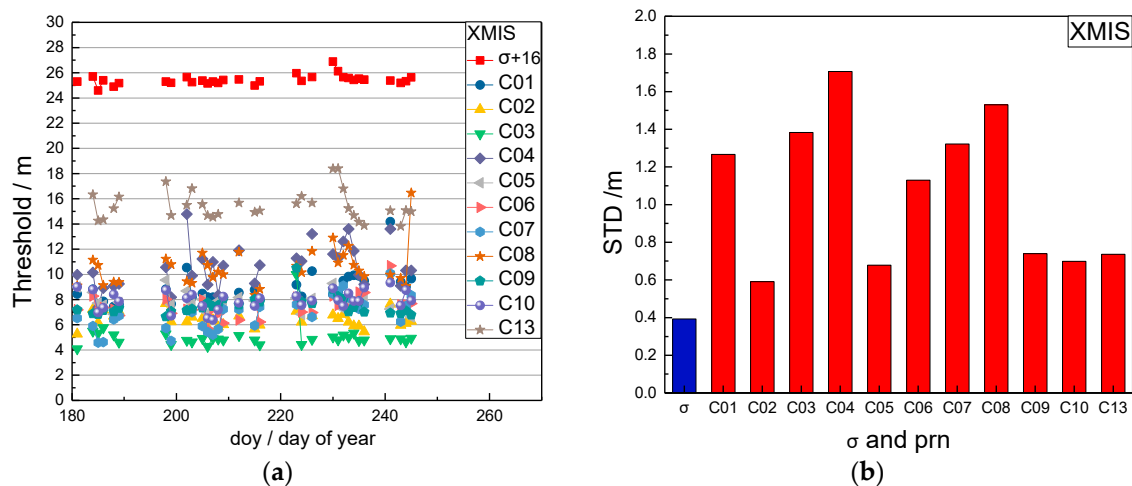 XMIS
σ+16
C01
C02
C03
C04
C05
C06
C07
C08
C09
C10
C13
Threshold / m
30
28
26
24
22
20
18
16
14
12
10
8
6
4
2
0
180 200 220 240 260
doy / day of year
(a)
XMIS
STD /m
2.0
1.8
1.6
1.4
1.2
1.0
0.8
0.6
0.4
0.2
0.0
σ C01 C02 C03 C04 C05 C06 C07 C08 C09 C10 C13
σ and prn
(b)